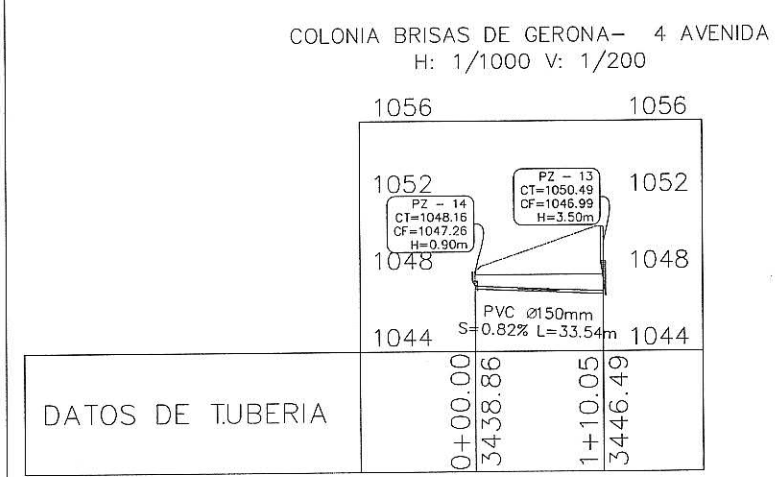 COLONIA BRISAS DE GERONA- 4 AVENIDA
H: 1/1000 V: 1/200
1056 1056
1052 1052
PZ - 14
CT=1048.16
CF=1047.26
H=0.90m
PZ - 13
CT=1050.49
CF=1046.99
H=3.50m
1048 1048
PVC Ø150mm
S=0.82% L=33.54m
1044 1044
DATOS DE TUBERIA
0+00.00
3438.86
1+10.05
3446.49